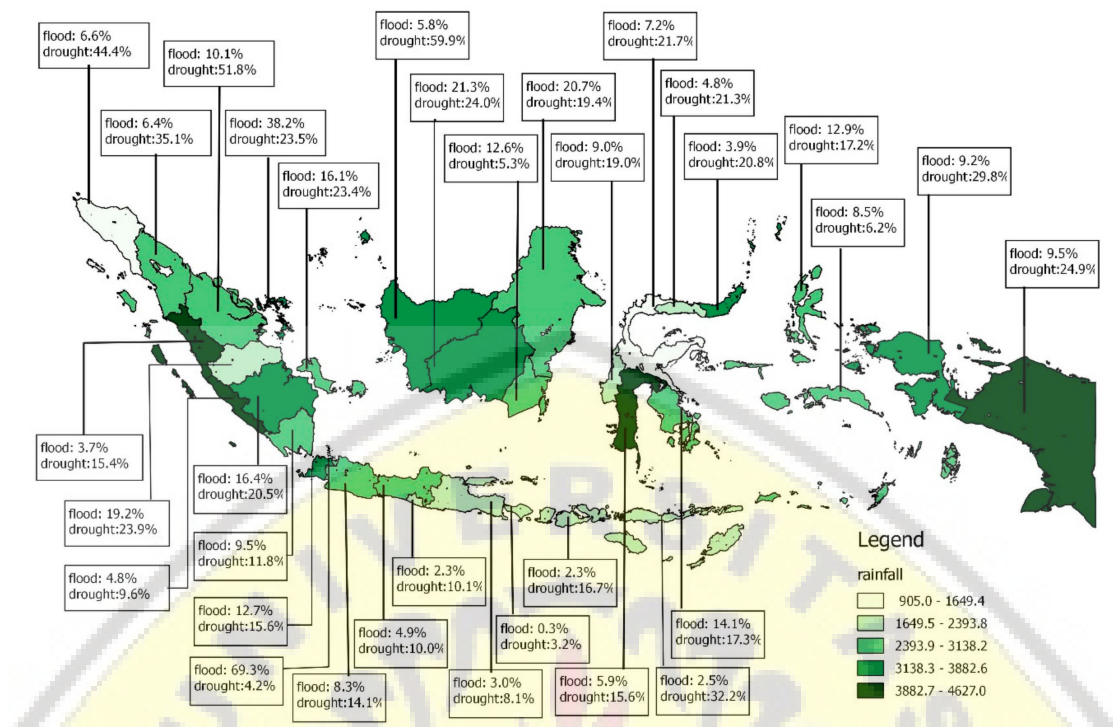 flood: 6.6%
drought:44.4%
flood: 10.1%
drought:51.8%
flood: 5.8%
drought:59.9%
flood: 7.2%
drought:21.7%
flood: 6.4%
drought:35.1%
flood: 38.2%
drought:23.5%
flood: 21.3%
drought:24.0%
flood: 20.7%
drought:19.4%
flood: 4.8%
drought:21.3%
flood: 16.1%
drought:23.4%
flood: 12.6%
drought:5.3%
flood: 9.0%
drought:19.0%
flood: 3.9%
drought:20.8%
flood: 12.9%
drought:17.2%
flood: 9.2%
drought:29.8%
flood: 8.5%
drought:6.2%
flood: 9.5%
drought:24.9%
flood: 3.7%
drought:15.4%
flood: 16.4%
drought:20.5%
flood: 19.2%
drought:23.9%
flood: 9.5%
drought:11.8%
flood: 4.8%
drought:9.6%
flood: 12.7%
drought:15.6%
flood: 69.3%
drought:4.2%
flood: 8.3%
drought:14.1%
flood: 4.9%
drought:10.0%
flood: 2.3%
drought:10.1%
flood: 3.0%
drought:8.1%
flood: 0.3%
drought:3.2%
flood: 2.3%
drought:16.7%
flood: 5.9%
drought:15.6%
flood: 14.1%
drought:17.3%
flood: 2.5%
drought:32.2%
Legend
rainfall
905.0 - 1649.4
1649.5 - 2393.8
2393.9 - 3138.2
3138.3 - 3882.6
3882.7 - 4627.0